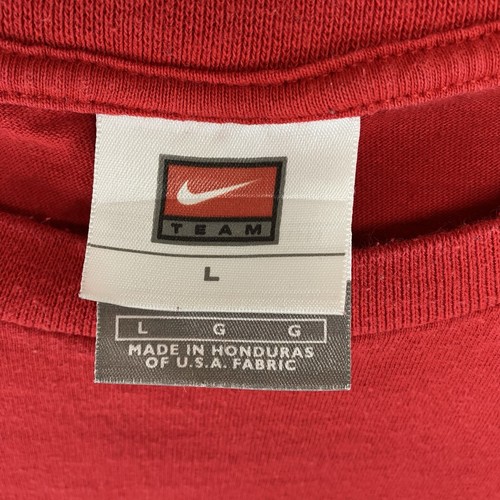 TEAM
L
L G G
MADE IN HONDURAS
OF U.S.A. FABRIC